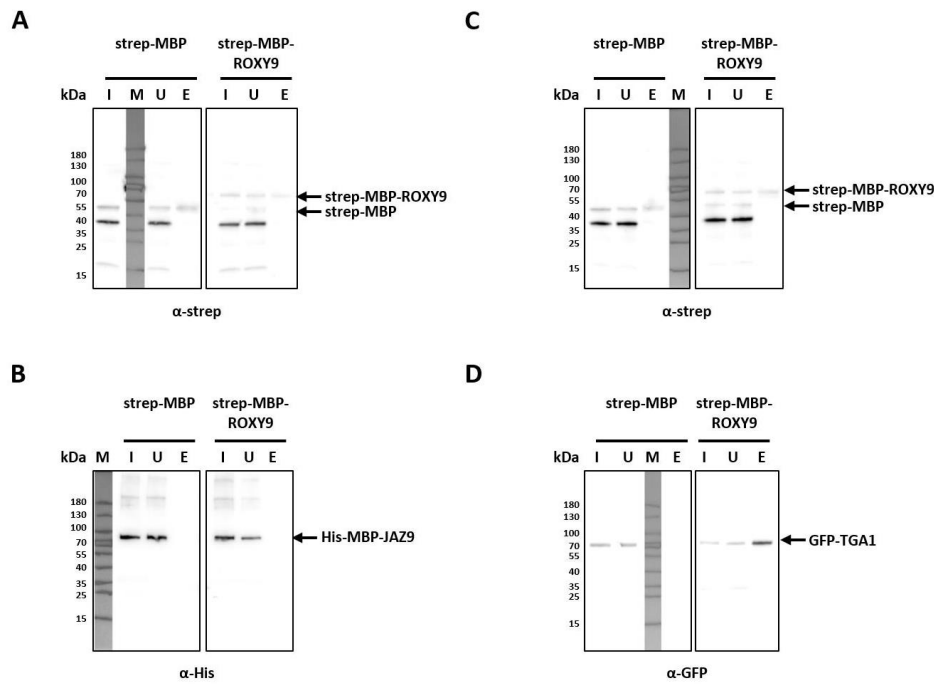 A
strep-MBP
strep-MBP-
ROXY9
kDa
I M U E
I U E
180
130
100
70
55
40
35
25
15
strep-MBP-ROXY9
strep-MBP
α-strep
C
strep-MBP
strep-MBP-
ROXY9
kDa
I U E M
I U E
180
130
100
70
55
40
35
25
15
strep-MBP-ROXY9
strep-MBP
α-strep
B
strep-MBP
strep-MBP-
ROXY9
kDa
M I U E
I U E
180
130
100
70
55
40
35
25
15
His-MBP-JAZ9
α-His
D
strep-MBP
strep-MBP-
ROXY9
kDa
I U M E
I U E
180
130
100
70
55
40
35
25
15
GFP-TGA1
α-GFP